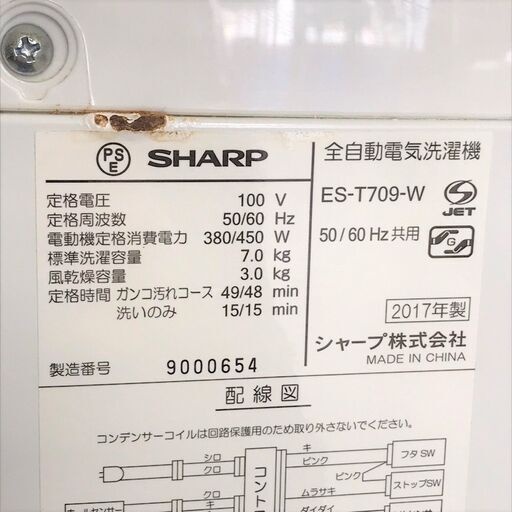 PS
E
SHARP
全自動電気洗濯機
ES-T709-W
JET
定格電圧 100 V
定格周波数 50/60 Hz
電動機定格消費電力 380/450 W
標準洗濯容量 7.0 kg
風乾燥容量 3.0 kg
定格時間 ガンコ汚れコース 49/48 min
洗いのみ 15/15 min
50/60 Hz共用
G
2017年製
シャープ株式会社
MADE IN CHINA
製造番号 9000654
配線図
コンデンサーコイルは回路保護用のため取り外さないでください。
シロ
クロ
コント
キ
ピンク
フタ SW
ピンク
クロ
キ
ムラサキ
ストップSW
ダイダイ